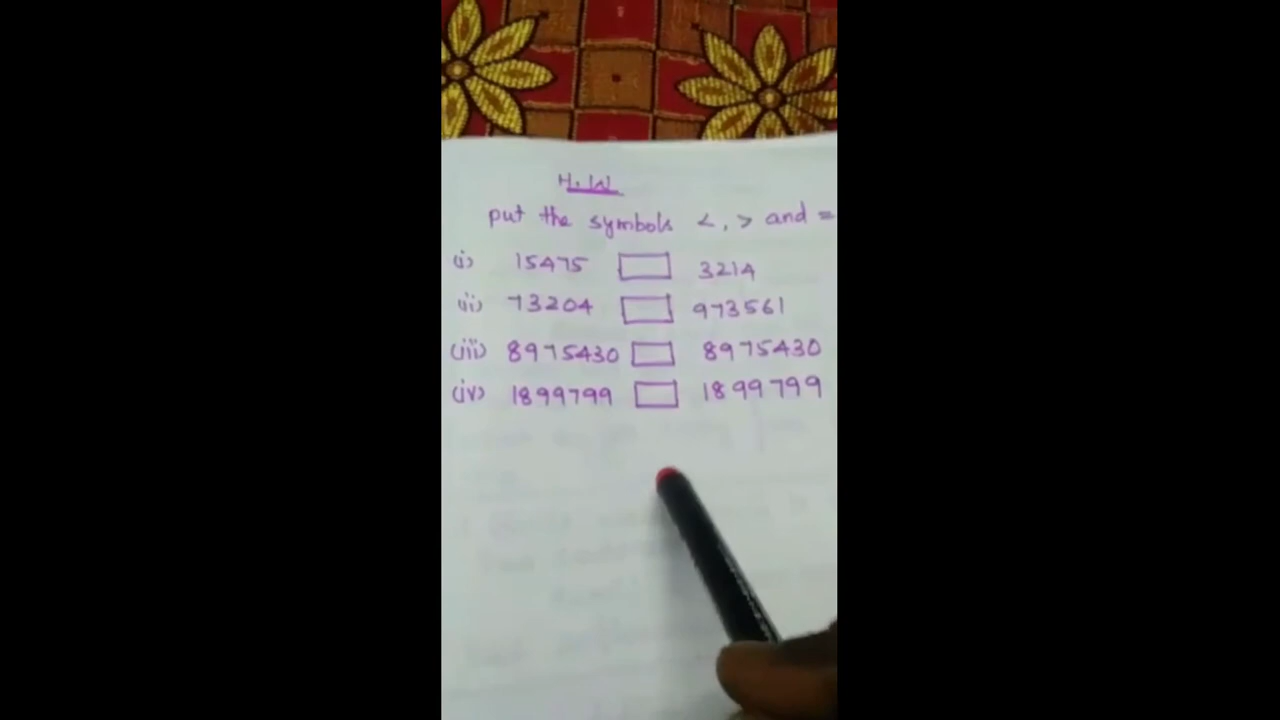 H.W
put the symbols <, > and =
(i) 15475 3214
(ii) 73204 973561
(iii) 8975430 8975430
(iv) 1899799 1899799